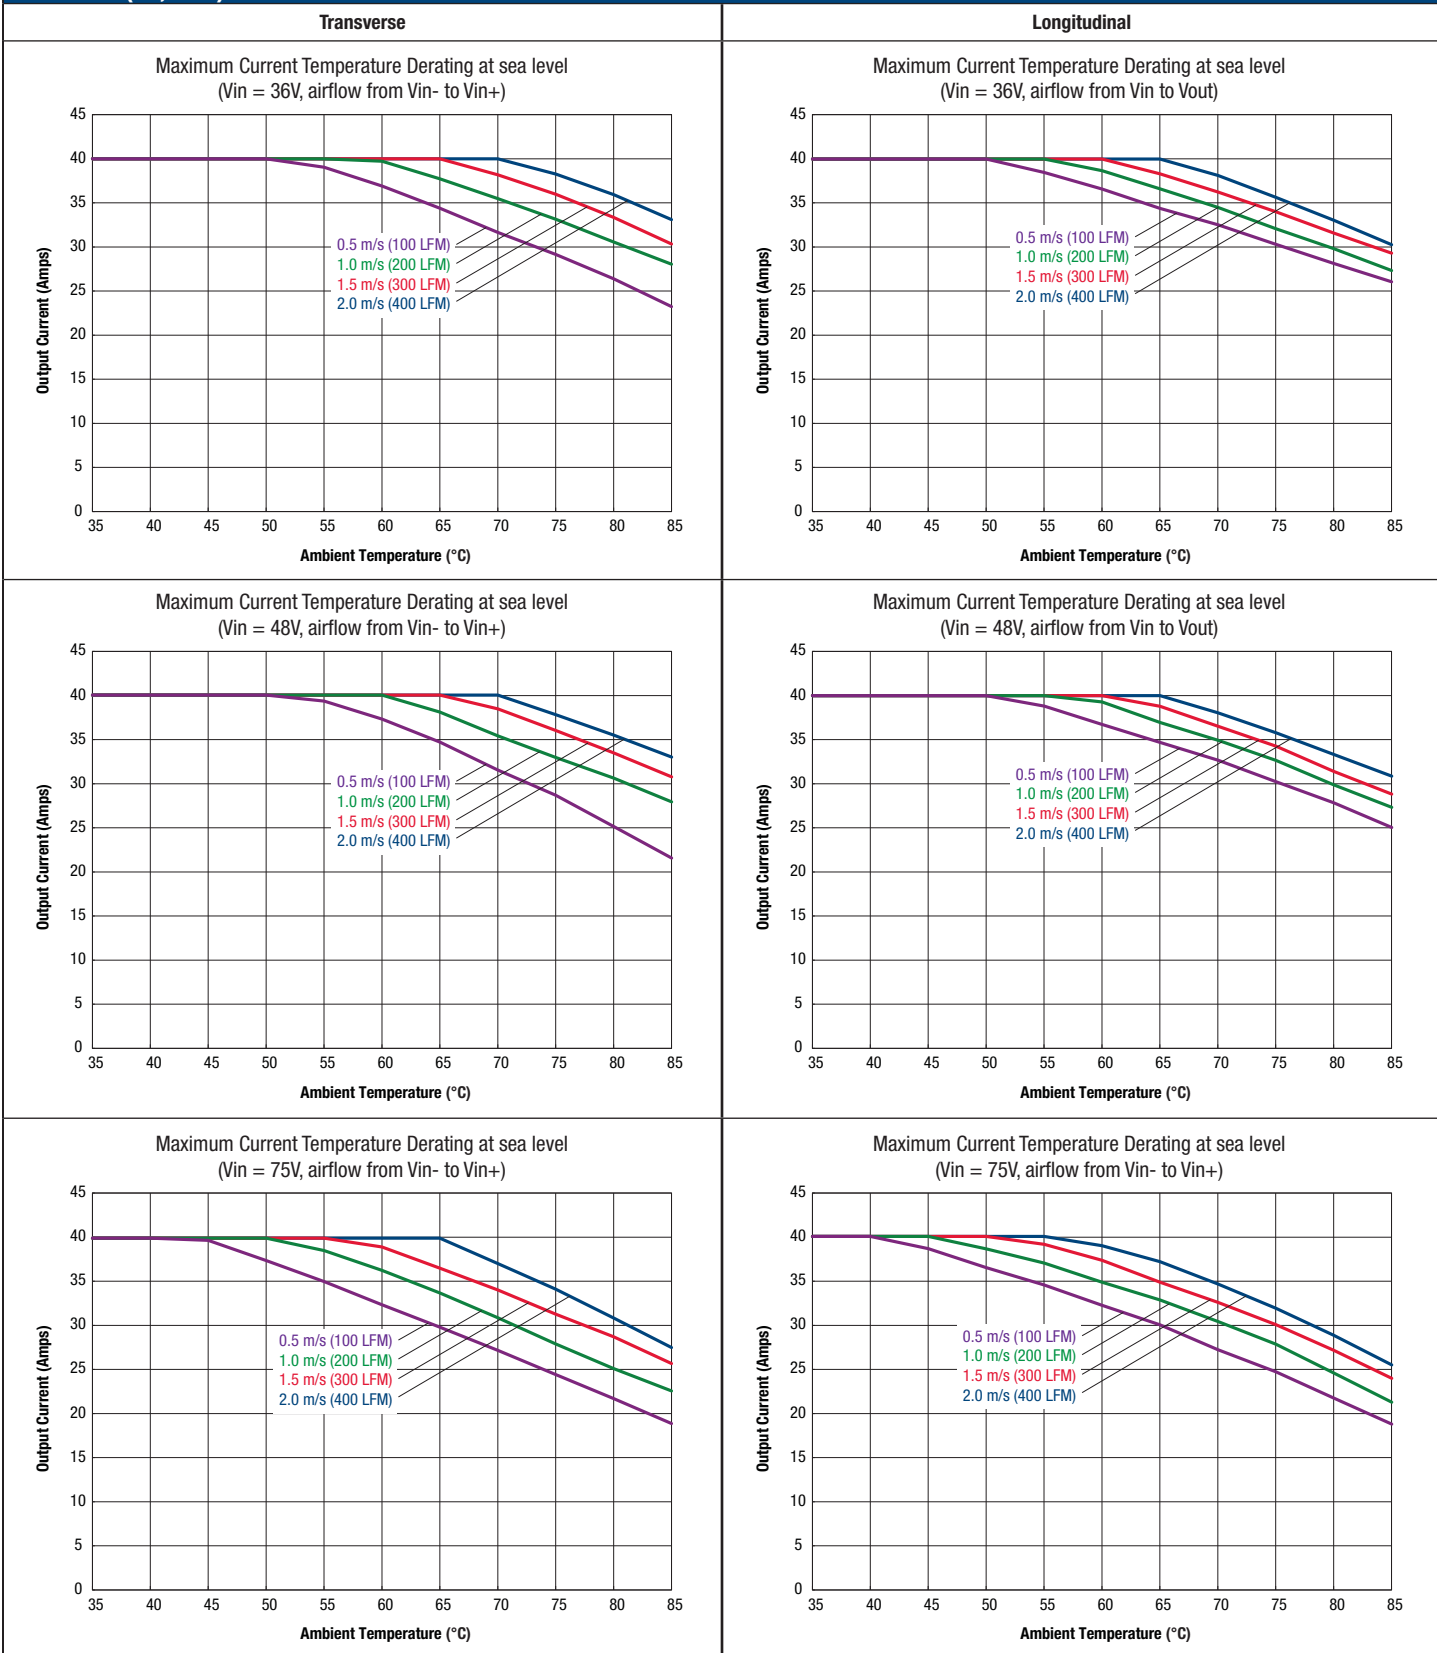 Transverse
Longitudinal
Maximum Current Temperature Derating at sea level
(Vin = 36V, airflow from Vin- to Vin+)
45
40
35
30
25
20
15
10
5
0
Output Current (Amps)
0.5 m/s (100 LFM)
1.0 m/s (200 LFM)
1.5 m/s (300 LFM)
2.0 m/s (400 LFM)
35 40 45 50 55 60 65 70 75 80 85
Ambient Temperature (°C)
Maximum Current Temperature Derating at sea level
(Vin = 36V, airflow from Vin to Vout)
45
40
35
30
25
20
15
10
5
0
Output Current (Amps)
0.5 m/s (100 LFM)
1.0 m/s (200 LFM)
1.5 m/s (300 LFM)
2.0 m/s (400 LFM)
35 40 45 50 55 60 65 70 75 80 85
Ambient Temperature (°C)
Maximum Current Temperature Derating at sea level
(Vin = 48V, airflow from Vin- to Vin+)
45
40
35
30
25
20
15
10
5
0
Output Current (Amps)
0.5 m/s (100 LFM)
1.0 m/s (200 LFM)
1.5 m/s (300 LFM)
2.0 m/s (400 LFM)
35 40 45 50 55 60 65 70 75 80 85
Ambient Temperature (°C)
Maximum Current Temperature Derating at sea level
(Vin = 48V, airflow from Vin to Vout)
45
40
35
30
25
20
15
10
5
0
Output Current (Amps)
0.5 m/s (100 LFM)
1.0 m/s (200 LFM)
1.5 m/s (300 LFM)
2.0 m/s (400 LFM)
35 40 45 50 55 60 65 70 75 80 85
Ambient Temperature (°C)
Maximum Current Temperature Derating at sea level
(Vin = 75V, airflow from Vin- to Vin+)
45
40
35
30
25
20
15
10
5
0
Output Current (Amps)
0.5 m/s (100 LFM)
1.0 m/s (200 LFM)
1.5 m/s (300 LFM)
2.0 m/s (400 LFM)
35 40 45 50 55 60 65 70 75 80 85
Ambient Temperature (°C)
Maximum Current Temperature Derating at sea level
(Vin = 75V, airflow from Vin- to Vin+)
45
40
35
30
25
20
15
10
5
0
Output Current (Amps)
0.5 m/s (100 LFM)
1.0 m/s (200 LFM)
1.5 m/s (300 LFM)
2.0 m/s (400 LFM)
35 40 45 50 55 60 65 70 75 80 85
Ambient Temperature (°C)